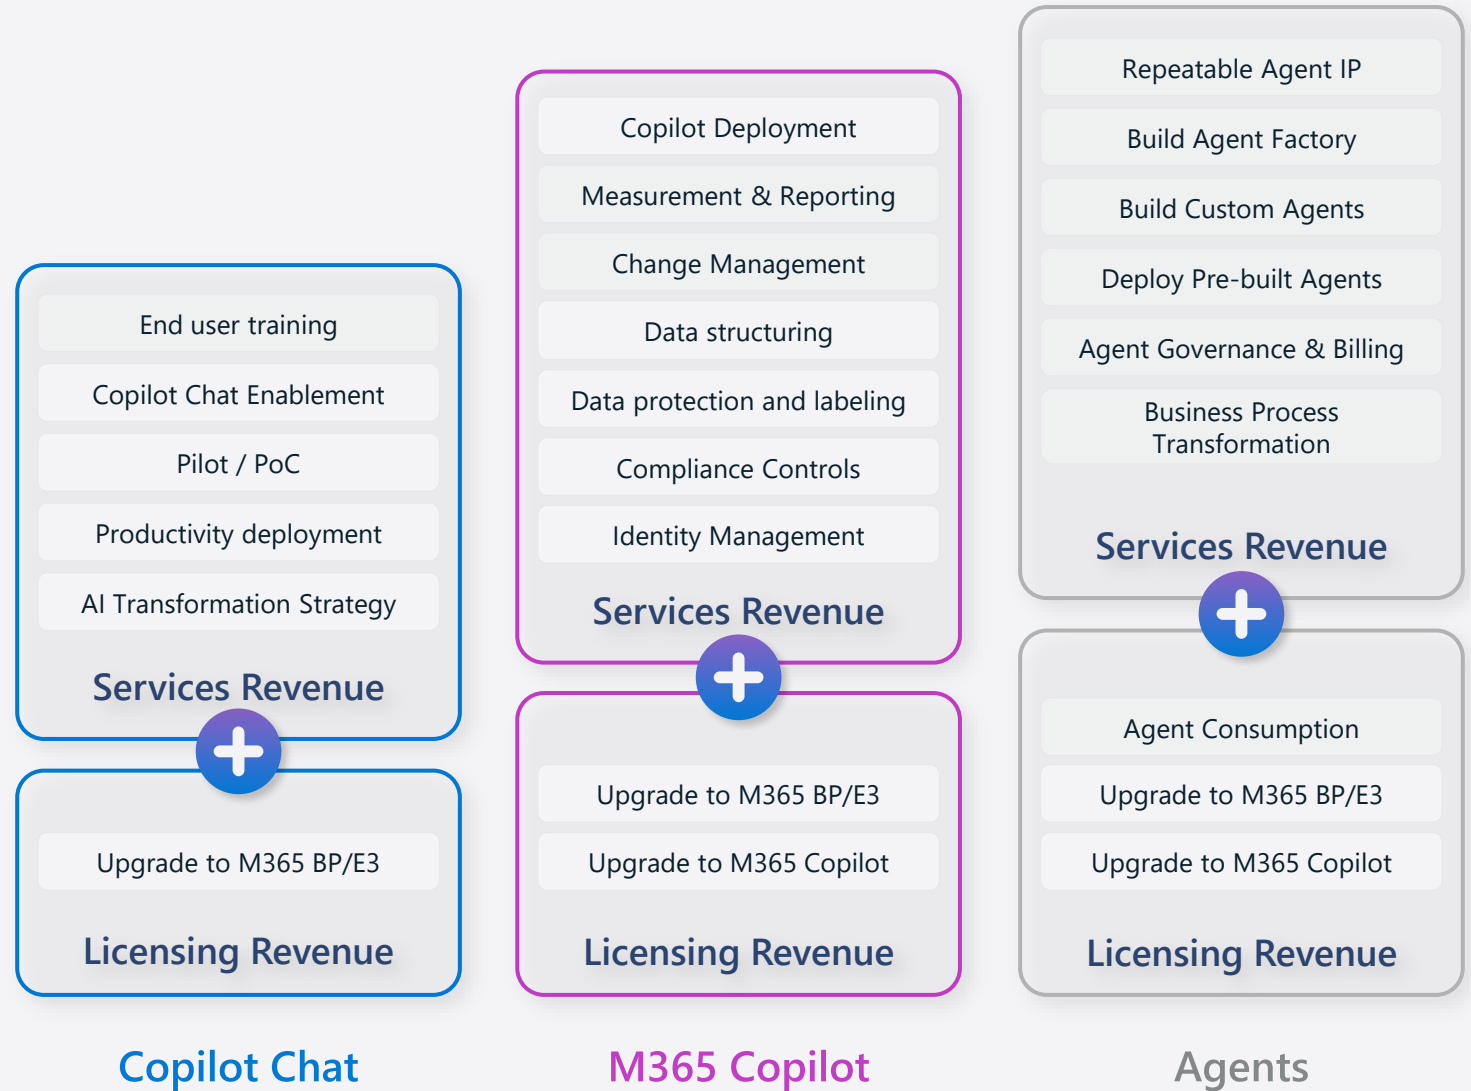 End user training
Copilot Chat Enablement
Pilot / PoC
Productivity deployment
AI Transformation Strategy
Services Revenue
Upgrade to M365 BP/E3
Licensing Revenue
Copilot Chat
Copilot Deployment
Measurement & Reporting
Change Management
Data structuring
Data protection and labeling
Compliance Controls
Identity Management
Services Revenue
Upgrade to M365 BP/E3
Upgrade to M365 Copilot
Licensing Revenue
M365 Copilot
Repeatable Agent IP
Build Agent Factory
Build Custom Agents
Deploy Pre-built Agents
Agent Governance & Billing
Business Process
Transformation
Services Revenue
Agent Consumption
Upgrade to M365 BP/E3
Upgrade to M365 Copilot
Licensing Revenue
Agents